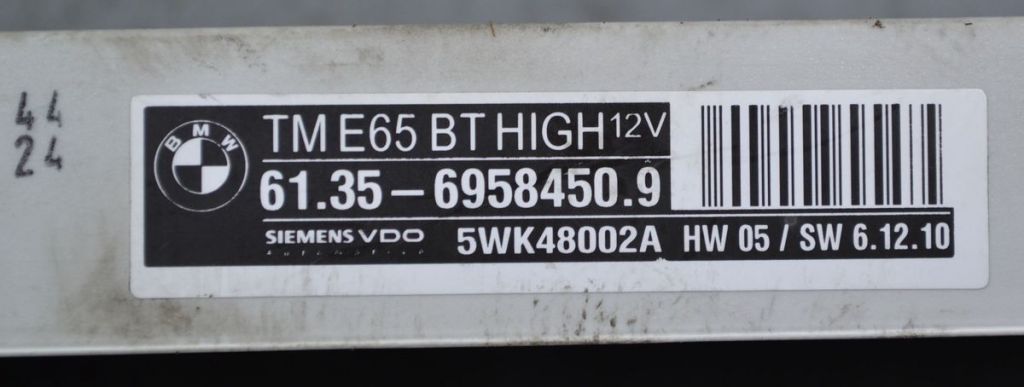 44
24
BMW
TM E65 BT HIGH 12V
61.35 – 6958450.9
SIEMENS VDO
Automotive
5WK48002A HW 05 / SW 6.12.10